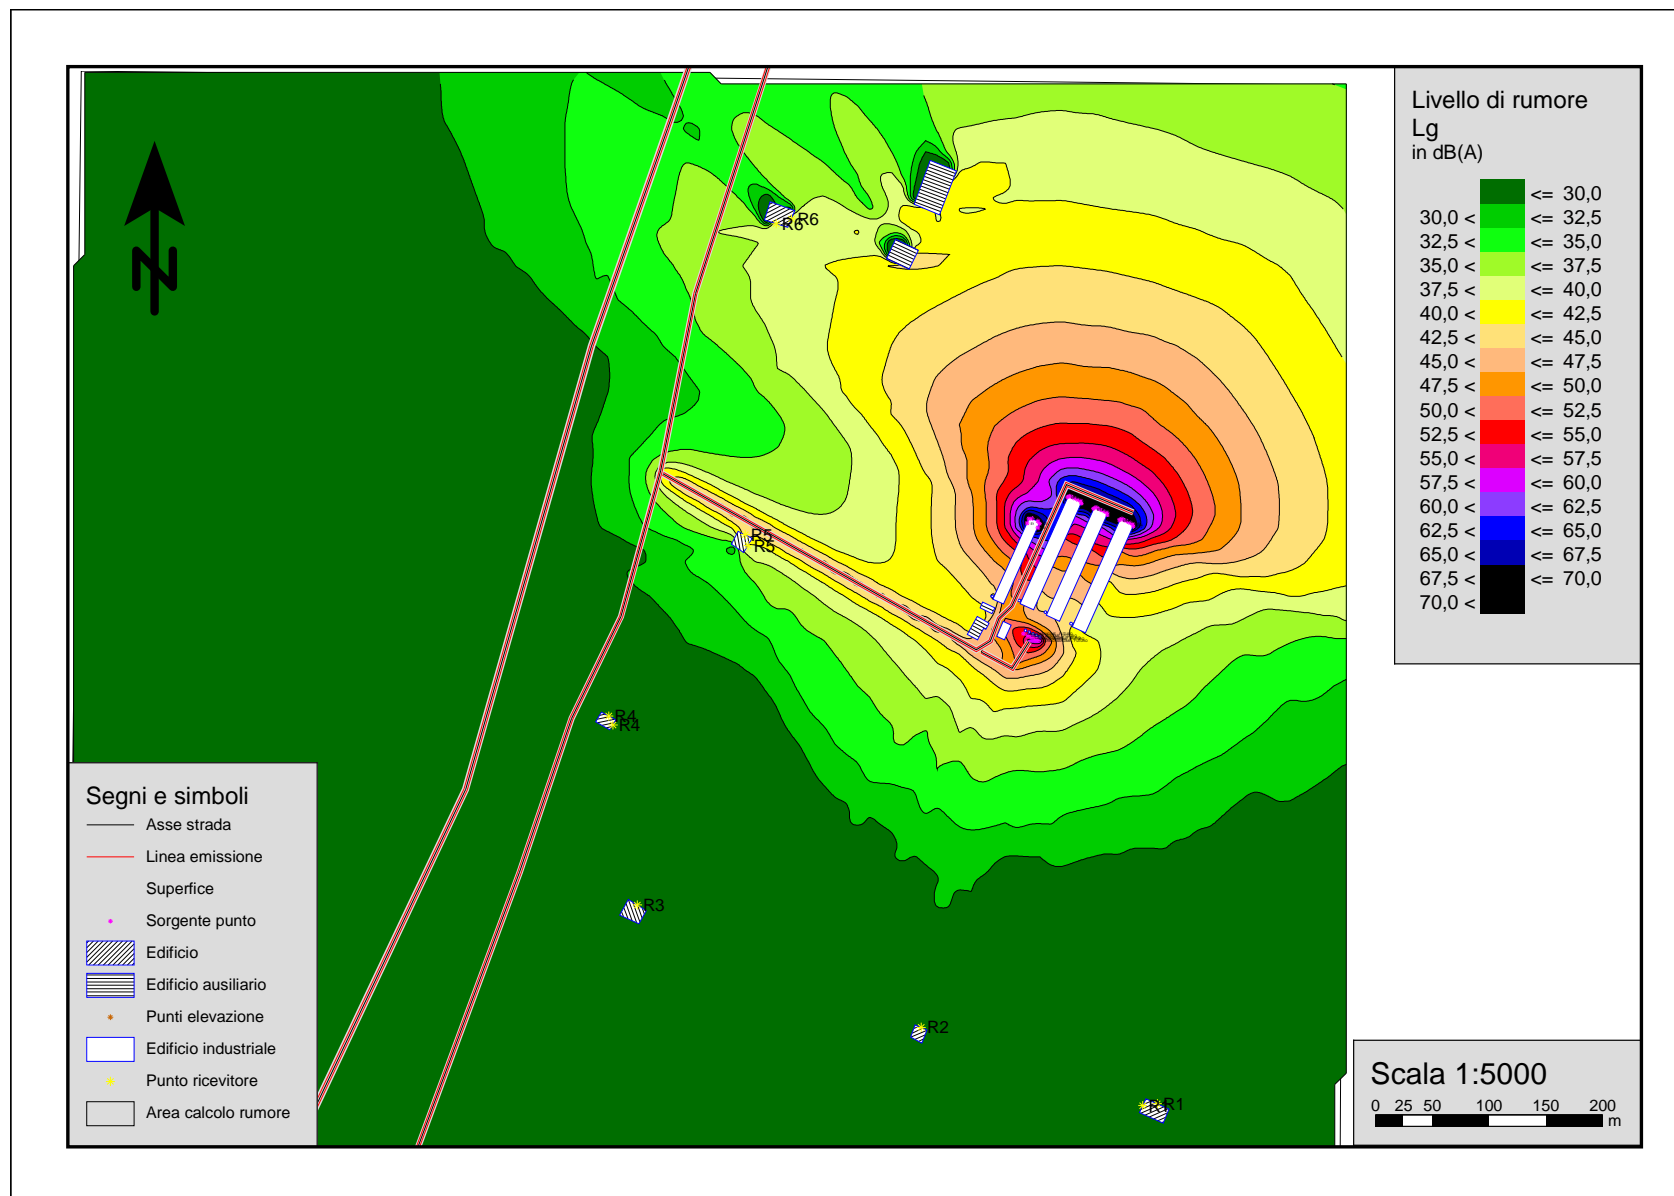 Livello di rumore
Lg
in dB(A)
<= 30,0
30,0 < <= 32,5
32,5 < <= 35,0
35,0 < <= 37,5
37,5 < <= 40,0
40,0 < <= 42,5
42,5 < <= 45,0
45,0 < <= 47,5
47,5 < <= 50,0
50,0 < <= 52,5
52,5 < <= 55,0
55,0 < <= 57,5
57,5 < <= 60,0
60,0 < <= 62,5
62,5 < <= 65,0
65,0 < <= 67,5
67,5 < <= 70,0
70,0 <
N
R6
R6
R5
R5
R4
R4
R3
R2
R1
Segni e simboli
Asse strada
Linea emissione
Superfice
Sorgente punto
Edificio
Edificio ausiliario
Punti elevazione
Edificio industriale
Punto ricevitore
Area calcolo rumore
Scala 1:5000
0 25 50 100 150 200
m